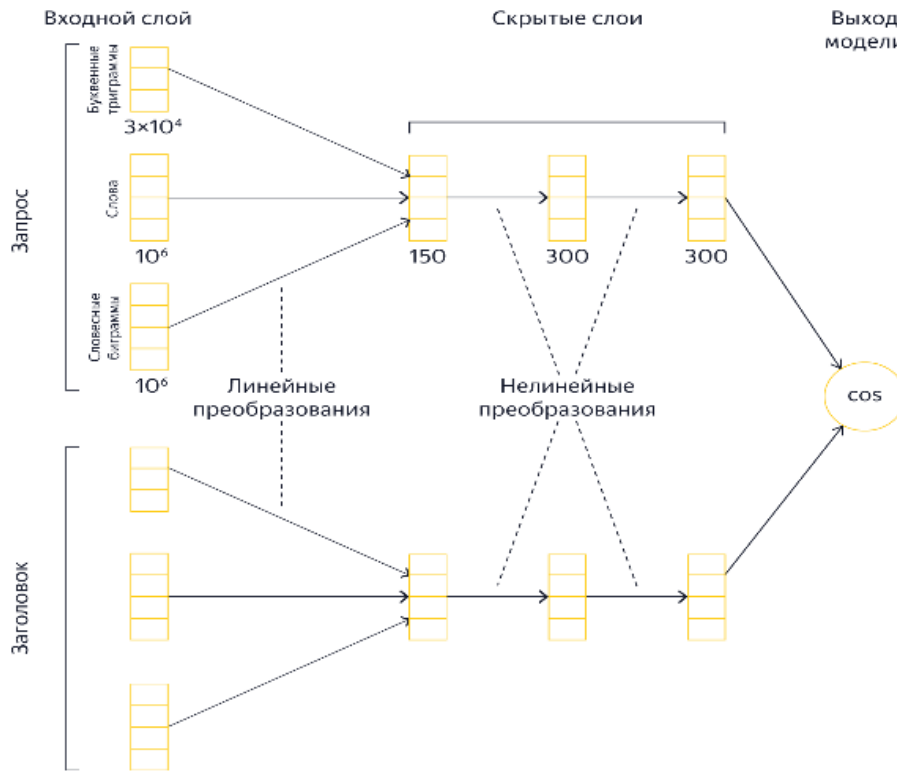 Входной слой
Скрытые слои
Выход
модели
Запрос
Буквенные
триграммы
3×10⁴
Слова
10⁶
Словесные
биграммы
10⁶
150
300
300
Линейные
преобразования
Нелинейные
преобразования
cos
Заголовок